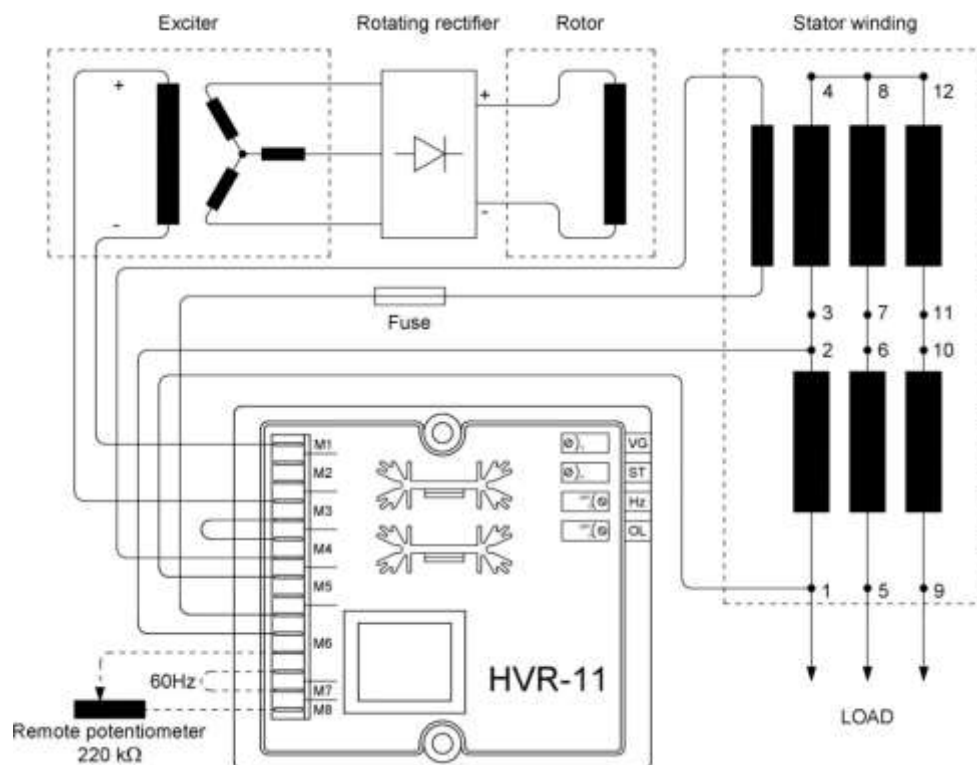 Exciter
Rotating rectifier
Rotor
Stator winding
+
-
+
-
4
8
12
Fuse
3
7
11
2
6
10
M1
M2
M3
M4
M5
M6
M7
M8
VG
ST
Hz
OL
1
5
9
60Hz
HVR-11
LOAD
Remote potentiometer
220 kΩ